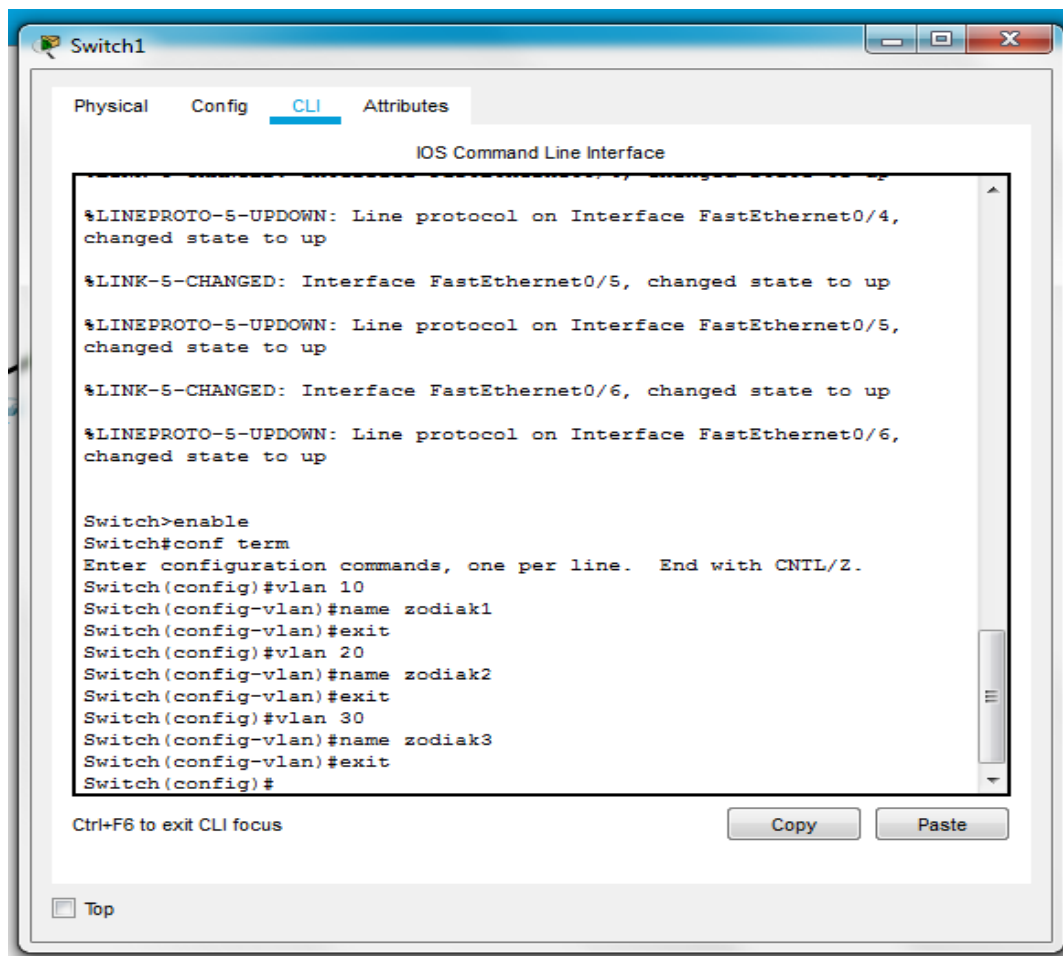 Switch1
Physical Config CLI Attributes
IOS Command Line Interface
%LINEPROTO-5-UPDOWN: Line protocol on Interface FastEthernet0/4,
changed state to up
%LINK-5-CHANGED: Interface FastEthernet0/5, changed state to up
%LINEPROTO-5-UPDOWN: Line protocol on Interface FastEthernet0/5,
changed state to up
%LINK-5-CHANGED: Interface FastEthernet0/6, changed state to up
%LINEPROTO-5-UPDOWN: Line protocol on Interface FastEthernet0/6,
changed state to up
Switch>enable
Switch#conf term
Enter configuration commands, one per line.  End with CNTL/Z.
Switch(config)#vlan 10
Switch(config-vlan)#name zodiak1
Switch(config-vlan)#exit
Switch(config)#vlan 20
Switch(config-vlan)#name zodiak2
Switch(config-vlan)#exit
Switch(config)#vlan 30
Switch(config-vlan)#name zodiak3
Switch(config-vlan)#exit
Switch(config)#
Ctrl+F6 to exit CLI focus
Copy Paste
Top